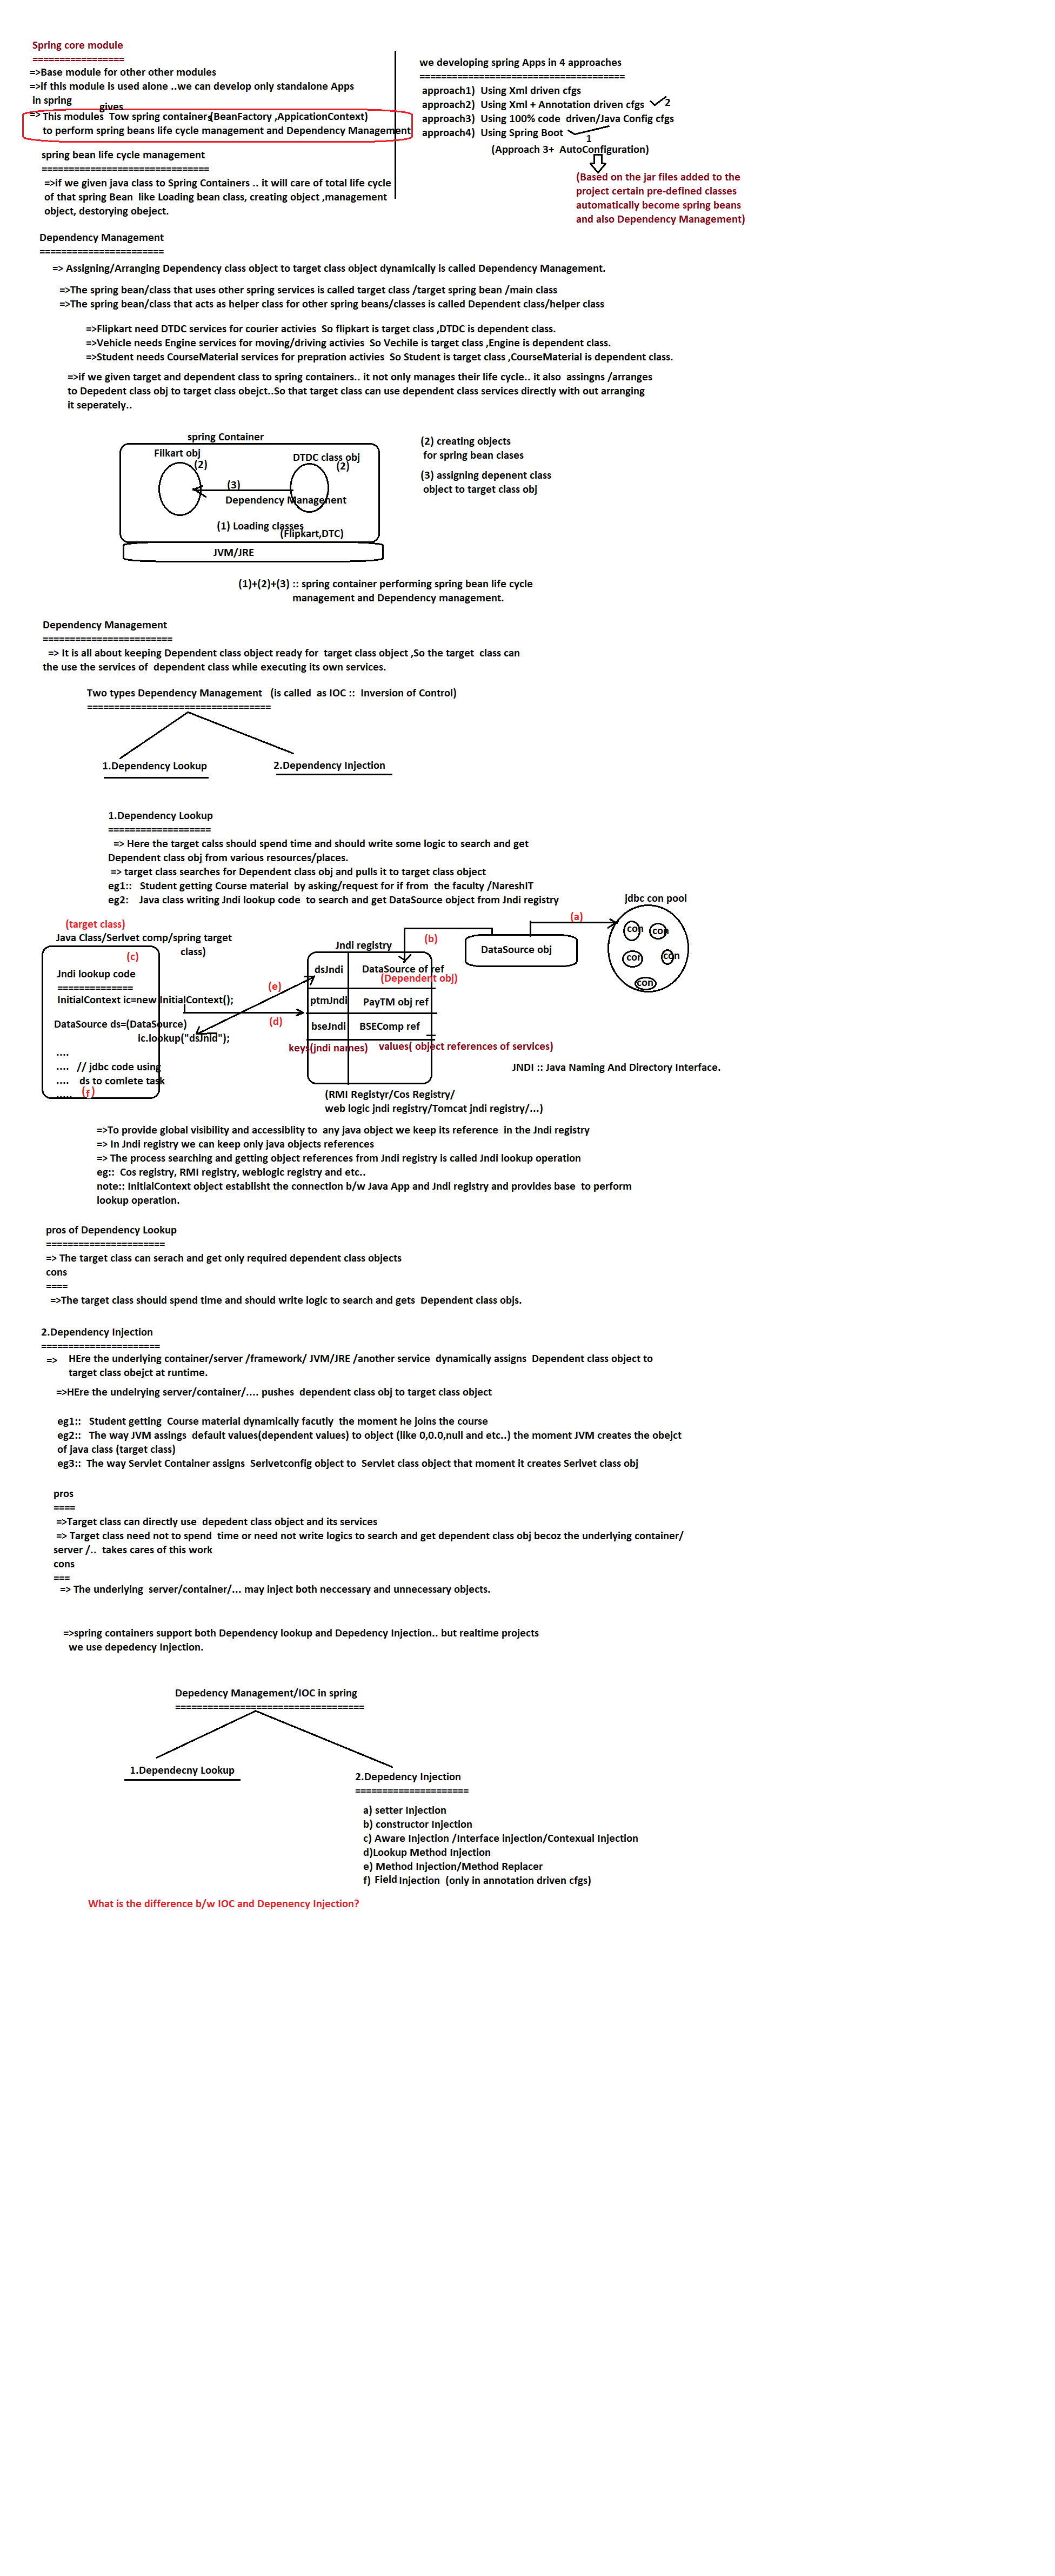 Spring core module
=================
=>Base module for other other modules
=>if this module is used alone ..we can develop only standalone Apps
in spring
gives
=> This modules  Tow spring containers(BeanFactory ,AppicationContext)
to perform spring beans life cycle management and Dependency Management
spring bean life cycle management
===============================
=>if we given java class to Spring Containers .. it will care of total life cycle
of that spring Bean  like Loading bean class, creating object ,management
object, destorying obeject.
we developing spring Apps in 4 approaches
======================================
approach1)  Using Xml driven cfgs
approach2)  Using Xml + Annotation driven cfgs  2
approach3)  Using 100% code  driven/Java Config cfgs
approach4)  Using Spring Boot
1
(Approach 3+  AutoConfiguration)
(Based on the jar files added to the
project certain pre-defined classes
automatically become spring beans
and also Dependency Management)
Dependency Management
=======================
=> Assigning/Arranging Dependency class object to target class object dynamically is called Dependency Management.
=>The spring bean/class that uses other spring services is called target class /target spring bean /main class
=>The spring bean/class that acts as helper class for other spring beans/classes is called Dependent class/helper class
=>Flipkart need DTDC services for courier activies  So flipkart is target class ,DTDC is dependent class.
=>Vehicle needs Engine services for moving/driving activies  So Vechile is target class ,Engine is dependent class.
=>Student needs CourseMaterial services for prepration activies  So Student is target class ,CourseMaterial is dependent class.
=>if we given target and dependent class to spring containers.. it not only manages their life cycle.. it also  assingns /arranges
to Depedent class obj to target class obejct..So that target class can use dependent class services directly with out arranging
it seperately..
spring Container
Filkart obj
(2)
DTDC class obj
(2)
(3)
Dependency Management
(1) Loading classes
(Flipkart,DTC)
JVM/JRE
(2) creating objects
for spring bean clases
(3) assigning depenent class
object to target class obj
(1)+(2)+(3) :: spring container performing spring bean life cycle
management and Dependency management.
Dependency Management
========================
=> It is all about keeping Dependent class object ready for  target class object ,So the target  class can
the use the services of  dependent class while executing its own services.
Two types Dependency Management   (is called  as IOC ::  Inversion of Control)
==================================
1.Dependency Lookup
2.Dependency Injection
1.Dependency Lookup
===================
=> Here the target calss should spend time and should write some logic to search and get
Dependent class obj from various resources/places.
=> target class searches for Dependent class obj and pulls it to target class object
eg1::   Student getting Course material  by asking/request for if from  the faculty /NareshIT
eg2:    Java class writing Jndi lookup code  to search and get DataSource object from Jndi registry
jdbc con pool
con con
con con
con
(a)
DataSource obj
(b)
(target class)
Java Class/Serlvet comp/spring target
class)
(c)
Jndi lookup code
==============
InitialContext ic=new InitialContext();
DataSource ds=(DataSource)
ic.lookup("dsJnid");
....
....   // jdbc code using
....    ds to comlete task
.....   (f)
(e)
(d)
Jndi registry
dsJndi  DataSource of ref
(Dependent obj)
ptmJndi  PayTM obj ref
bseJndi  BSEComp ref
keys(jndi names)  values( object references of services)
JNDI :: Java Naming And Directory Interface.
(RMI Registyr/Cos Registry/
web logic jndi registry/Tomcat jndi registry/...)
=>To provide global visibility and accessiblity to  any java object we keep its reference  in the Jndi registry
=> In Jndi registry we can keep only java objects references
=> The process searching and getting object references from Jndi registry is called Jndi lookup operation
eg::  Cos registry, RMI registry, weblogic registry and etc..
note:: InitialContext object establisht the connection b/w Java App and Jndi registry and provides base  to perform
lookup operation.
pros of Dependency Lookup
======================
=> The target class can serach and get only required dependent class objects
cons
====
=>The target class should spend time and should write logic to search and gets  Dependent class objs.
2.Dependency Injection
======================
=>   HEre the underlying container/server /framework/ JVM/JRE /another service  dynamically assigns  Dependent class object to
target class obejct at runtime.
=>HEre the undelrying server/container/.... pushes  dependent class obj to target class object
eg1::   Student getting  Course material dynamically facutly  the moment he joins the course
eg2::   The way JVM assings  default values(dependent values) to object (like 0,0.0,null and etc..) the moment JVM creates the obejct
of java class (target class)
eg3::  The way Servlet Container assigns  Serlvetconfig object to  Servlet class object that moment it creates Serlvet class obj
pros
====
=>Target class can directly use  depedent class object and its services
=> Target class need not to spend  time or need not write logics to search and get dependent class obj becoz the underlying container/
server /..  takes cares of this work
cons
===
=> The underlying  server/container/... may inject both neccessary and unnecessary objects.
=>spring containers support both Dependency lookup and Depedency Injection.. but realtime projects
we use depedency Injection.
Depedency Management/IOC in spring
===================================
1.Dependecny Lookup
2.Depedency Injection
=====================
a) setter Injection
b) constructor Injection
c) Aware Injection /Interface injection/Contexual Injection
d)Lookup Method Injection
e) Method Injection/Method Replacer
f)  Field Injection  (only in annotation driven cfgs)
What is the difference b/w IOC and Depenency Injection?